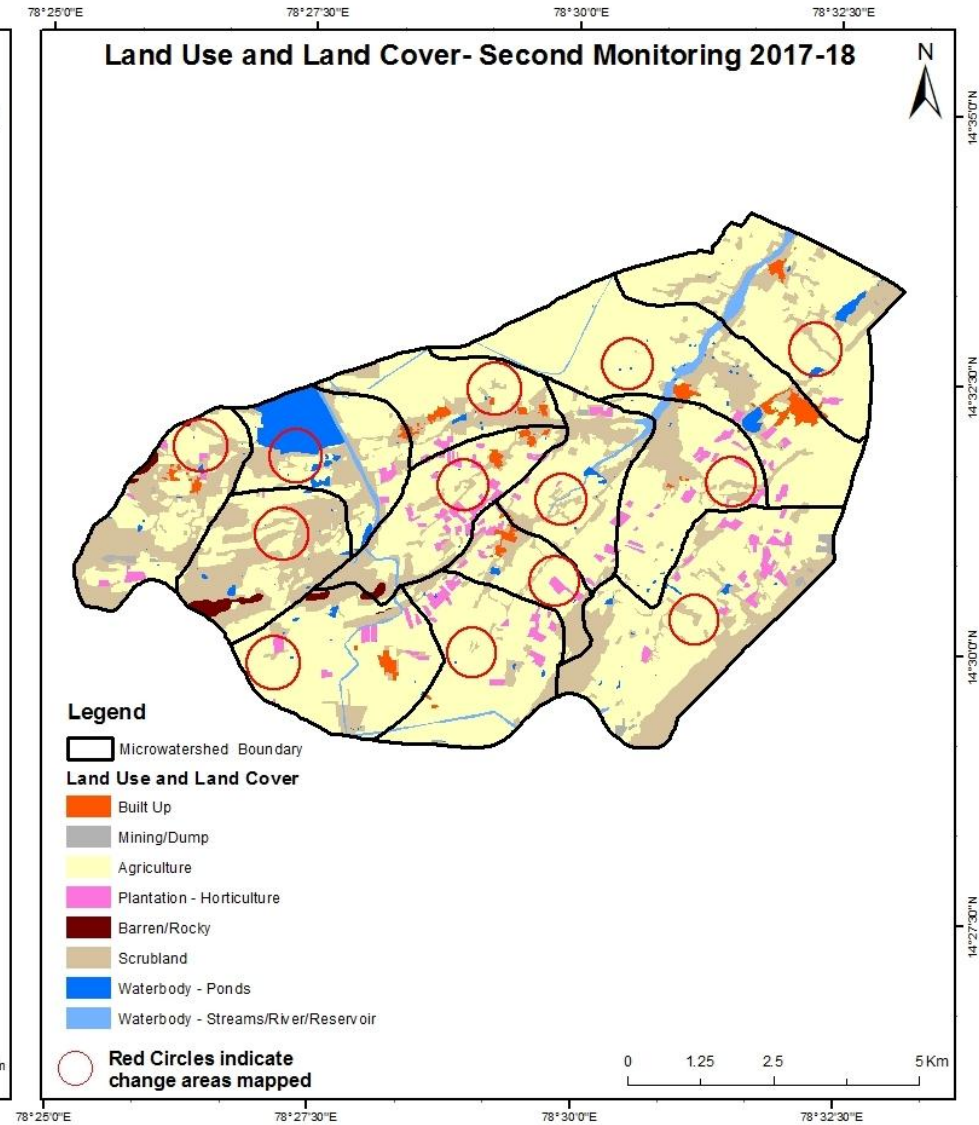 78°25'0"E 78°27'30"E 78°30'0"E 78°32'30"E
Land Use and Land Cover- Second Monitoring 2017-18
N
14°35'0"N
14°32'30"N
14°30'0"N
14°27'30"N
Legend
Microwatershed Boundary
Land Use and Land Cover
Built Up
Mining/Dump
Agriculture
Plantation - Horticulture
Barren/Rocky
Scrubland
Waterbody - Ponds
Waterbody - Streams/River/Reservoir
Red Circles indicate
change areas mapped
0 1.25 2.5 5 Km
m
78°25'0"E 78°27'30"E 78°30'0"E 78°32'30"E